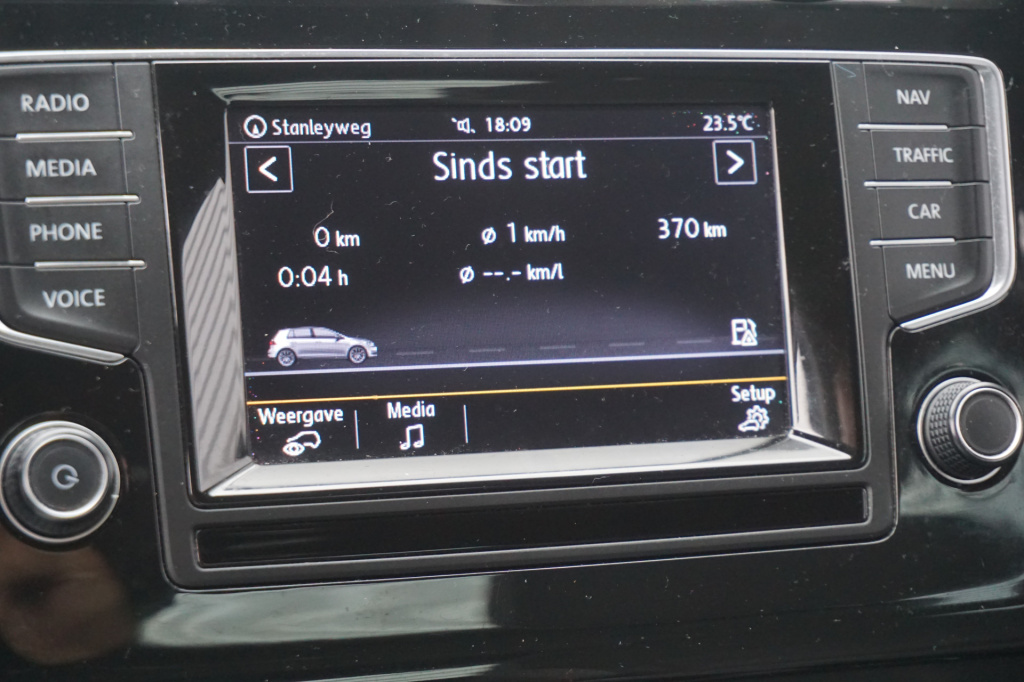 RADIO
MEDIA
PHONE
VOICE
Stanleyweg 18:09 23.5°C
< Sinds start >
0 km ø 1 km/h 370 km
0:04 h ø --.- km/l
Weergave Media Setup
NAV
TRAFFIC
CAR
MENU